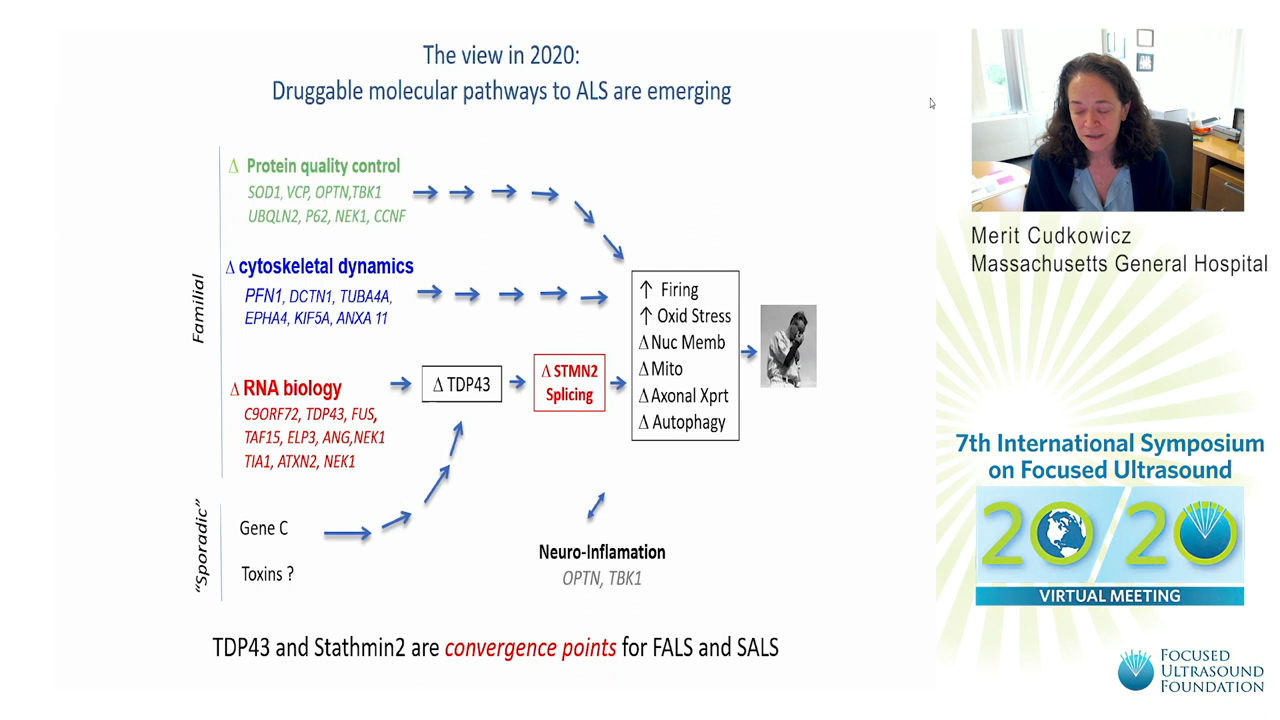 The view in 2020:
Druggable molecular pathways to ALS are emerging
Familial
Δ Protein quality control
SOD1, VCP, OPTN,TBK1
UBQLN2, P62, NEK1, CCNF
Δ cytoskeletal dynamics
PFN1, DCTN1, TUBA4A,
EPHA4, KIF5A, ANXA 11
Δ RNA biology
C9ORF72, TDP43, FUS,
TAF15, ELP3, ANG,NEK1
TIA1, ATXN2, NEK1
Δ TDP43
Δ STMN2
Splicing
↑ Firing
↑ Oxid Stress
Δ Nuc Memb
Δ Mito
Δ Axonal Xprt
Δ Autophagy
"Sporadic"
Gene C
Toxins ?
Neuro-Inflamation
OPTN, TBK1
TDP43 and Stathmin2 are convergence points for FALS and SALS
Merit Cudkowicz
Massachusetts General Hospital
7th International Symposium
on Focused Ultrasound
20/20
VIRTUAL MEETING
FOCUSED
ULTRASOUND
FOUNDATION